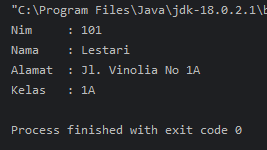 "C:\Program Files\Java\jdk-18.0.2.1\b
Nim     : 101
Nama    : Lestari
Alamat  : Jl. Vinolia No 1A
Kelas   : 1A
Process finished with exit code 0